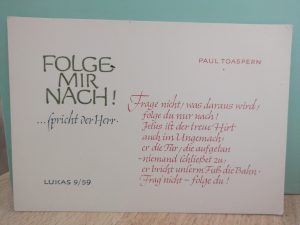 FOLGE
MIR
NACH!
...spricht der Herr.
LUKAS 9/59
PAUL TOASPERN
Frage nicht, was daraus wird,
folge du nur nach!
Jesus ist der treue Hirt
auch im Ungemach,
er die Tür, die aufgetan
-niemand schließet zu,
er bricht unserm Fuß die Bahn.
Frag nicht – folge du!